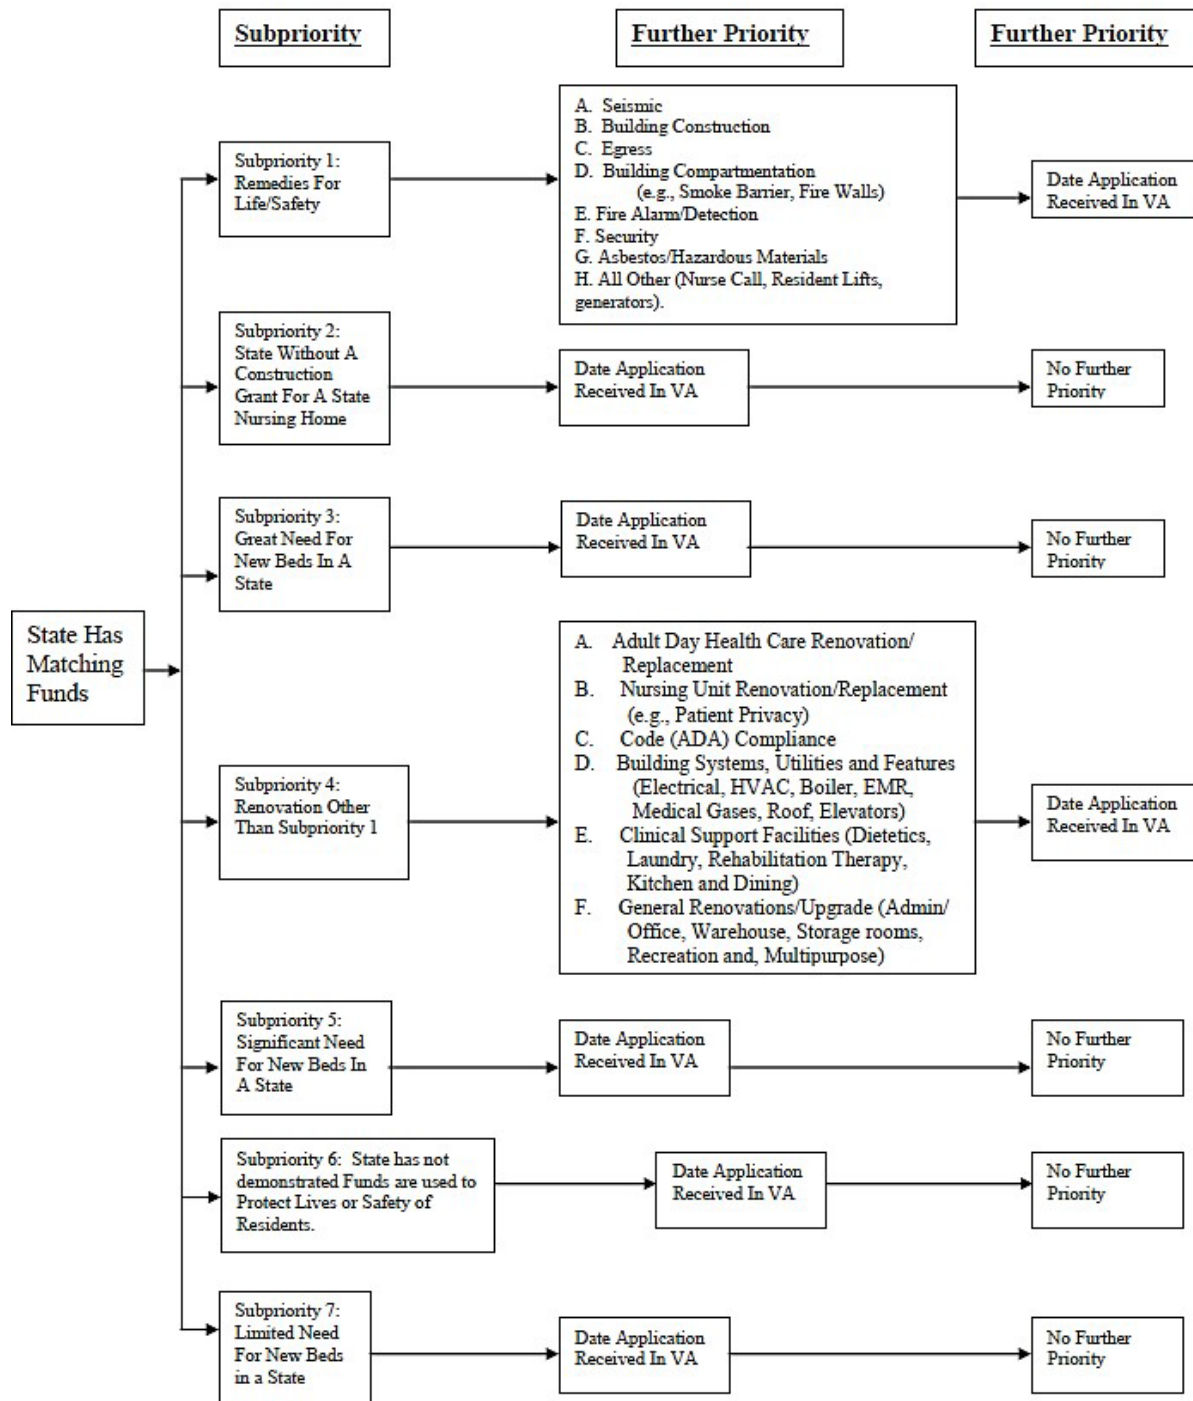 Subpriority
Further Priority
Further Priority
State Has
Matching
Funds
Subpriority 1:
Remedies For
Life/Safety
A. Seismic
B. Building Construction
C. Egress
D. Building Compartmentation
(e.g., Smoke Barrier, Fire Walls)
E. Fire Alarm/Detection
F. Security
G. Asbestos/Hazardous Materials
H. All Other (Nurse Call, Resident Lifts,
generators).
Date Application
Received In VA
Subpriority 2:
State Without A
Construction
Grant For A State
Nursing Home
Date Application
Received In VA
No Further
Priority
Subpriority 3:
Great Need For
New Beds In A
State
Date Application
Received In VA
No Further
Priority
Subpriority 4:
Renovation Other
Than Subpriority 1
A. Adult Day Health Care Renovation/
Replacement
B. Nursing Unit Renovation/Replacement
(e.g., Patient Privacy)
C. Code (ADA) Compliance
D. Building Systems, Utilities and Features
(Electrical, HVAC, Boiler, EMR,
Medical Gases, Roof, Elevators)
E. Clinical Support Facilities (Dietetics,
Laundry, Rehabilitation Therapy,
Kitchen and Dining)
F. General Renovations/Upgrade (Admin/
Office, Warehouse, Storage rooms,
Recreation and, Multipurpose)
Date Application
Received In VA
Subpriority 5:
Significant Need
For New Beds In
A State
Date Application
Received In VA
No Further
Priority
Subpriority 6: State has not
demonstrated Funds are used to
Protect Lives or Safety of
Residents.
Date Application
Received In VA
No Further
Priority
Subpriority 7:
Limited Need
For New Beds
in a State
Date Application
Received In VA
No Further
Priority